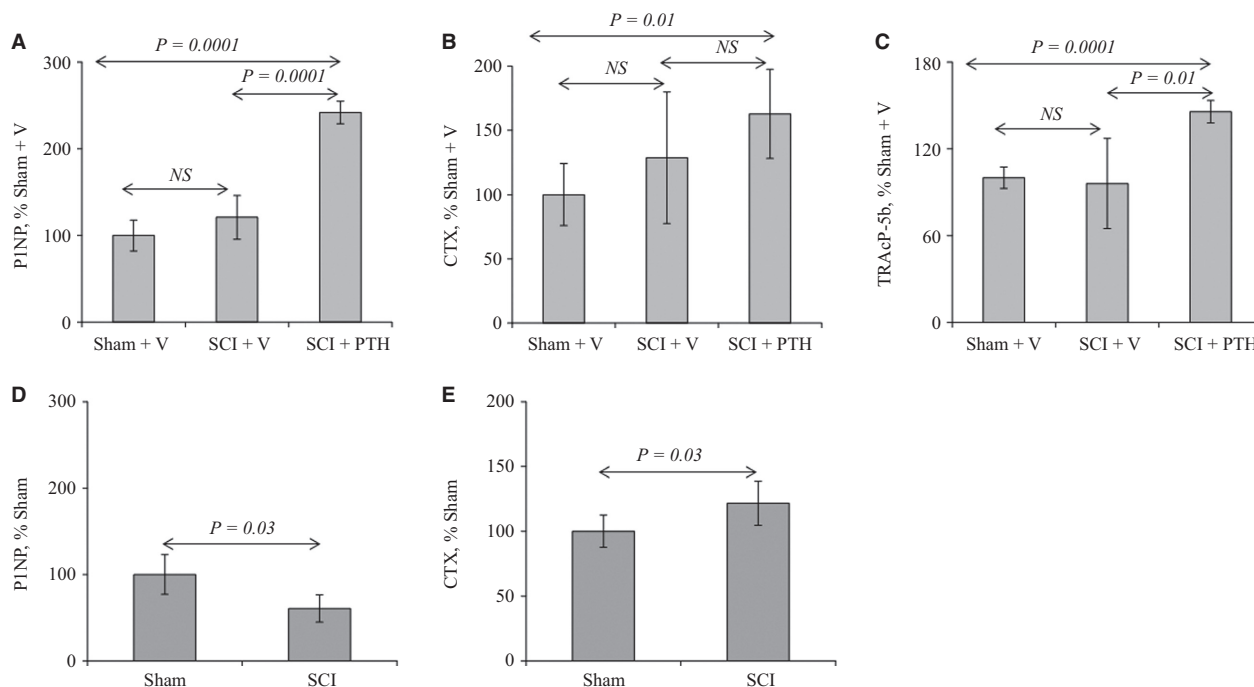 A
P = 0.0001
P = 0.0001
NS
P1NP, % Sham + V
300
200
100
0
Sham + V
SCI + V
SCI + PTH
B
P = 0.01
NS
NS
CTX, % Sham + V
200
150
100
50
0
Sham + V
SCI + V
SCI + PTH
C
P = 0.0001
P = 0.01
NS
TRAcP-5b, % Sham + V
180
120
60
0
Sham + V
SCI + V
SCI + PTH
D
P = 0.03
P1NP, % Sham
300
200
100
0
Sham
SCI
E
P = 0.03
CTX, % Sham
200
150
100
50
0
Sham
SCI